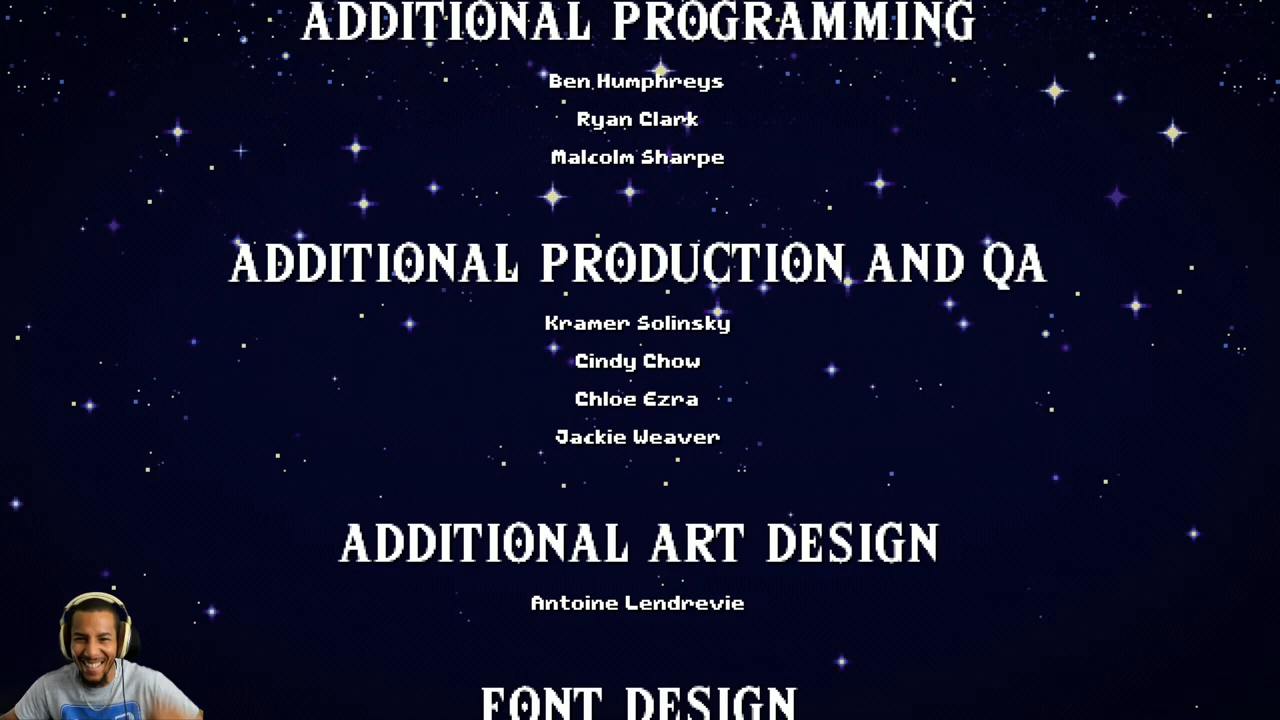 ADDITIONAL PROGRAMMING
Ben Humphreys
Ryan Clark
Malcolm Sharpe
ADDITIONAL PRODUCTION AND QA
Kramer Solinsky
Cindy Chow
Chloe Ezra
Jackie Weaver
ADDITIONAL ART DESIGN
Antoine Lendrevie
FONT DESIGN